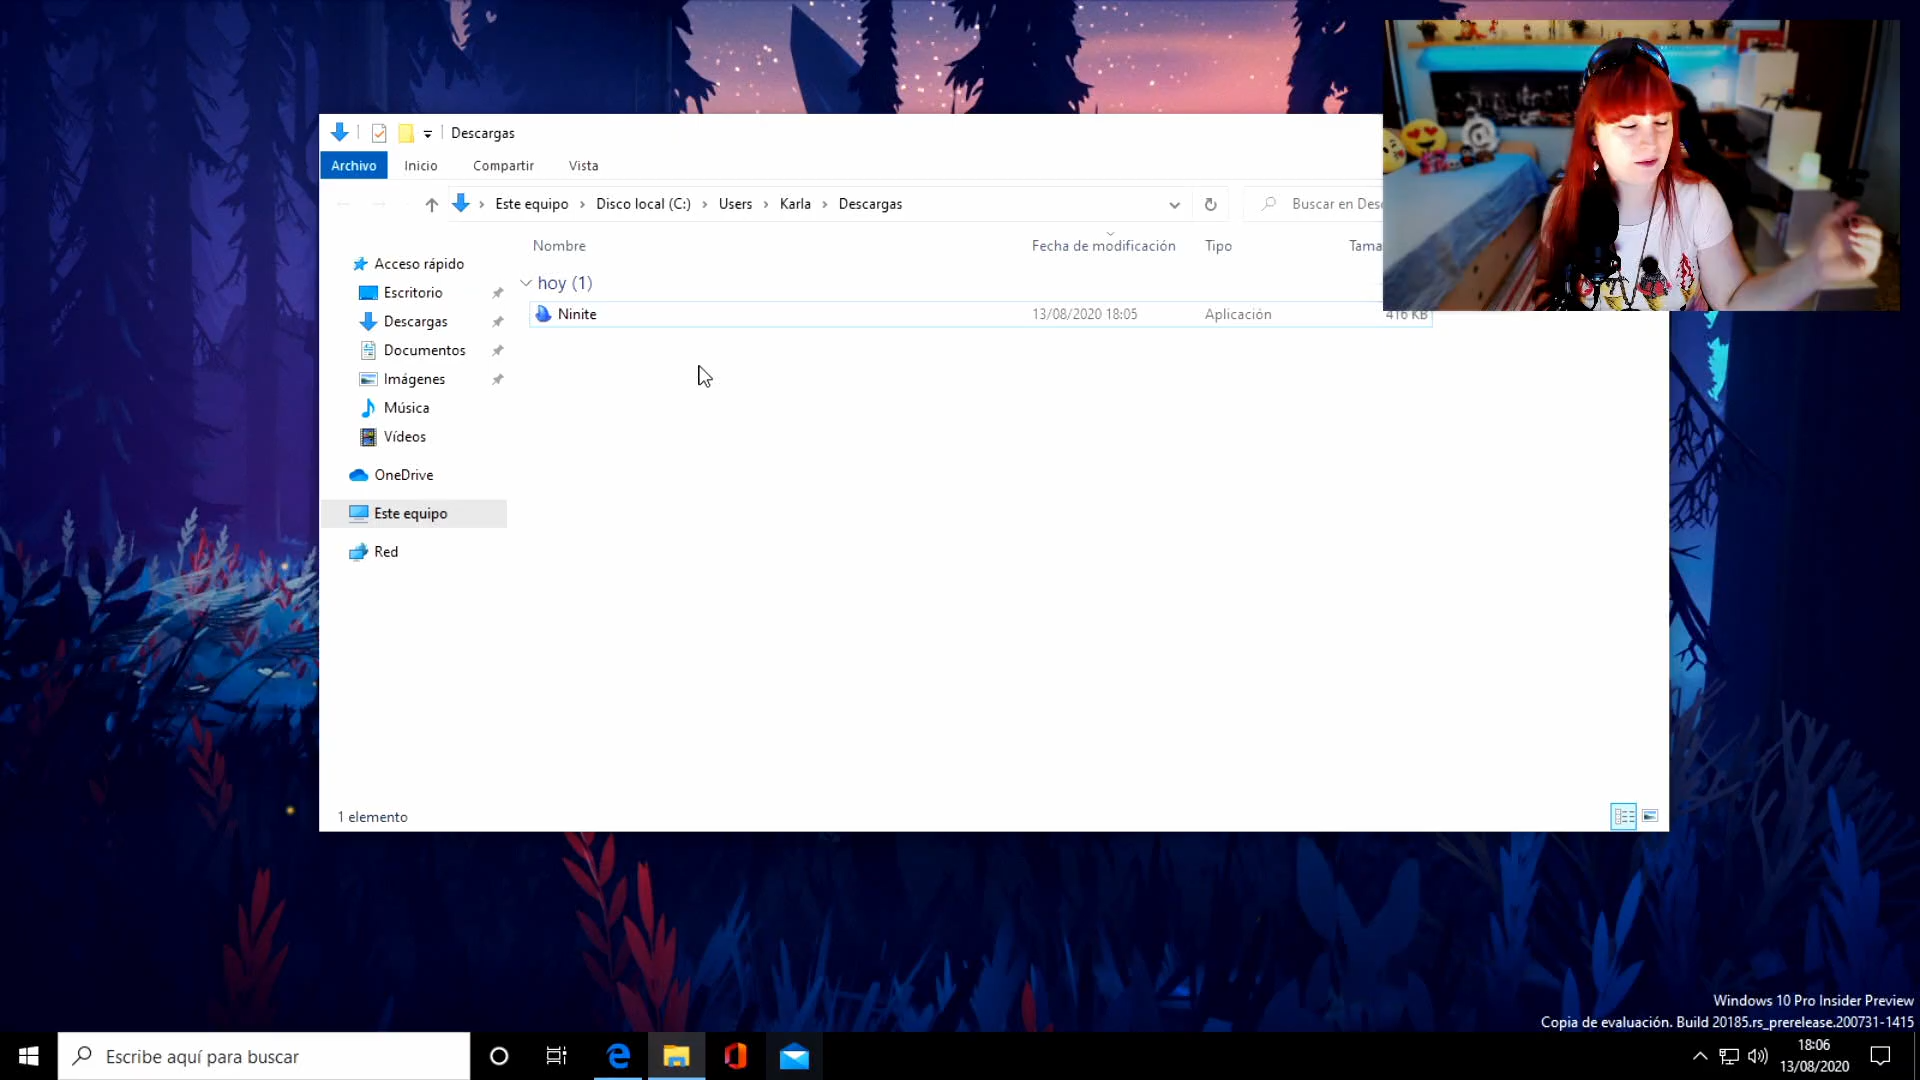 Descargas
Archivo Inicio Compartir Vista
Este equipo Disco local (C:) Users Karla Descargas
Buscar en Des
Nombre Fecha de modificación Tipo Tama
hoy (1)
Ninite 13/08/2020 18:05 Aplicación 416 KB
Acceso rápido
Escritorio
Descargas
Documentos
Imágenes
Música
Vídeos
OneDrive
Este equipo
Red
1 elemento
Windows 10 Pro Insider Preview
Copia de evaluación. Build 20185.rs_prerelease.200731-1415
Escribe aquí para buscar
18:06
13/08/2020